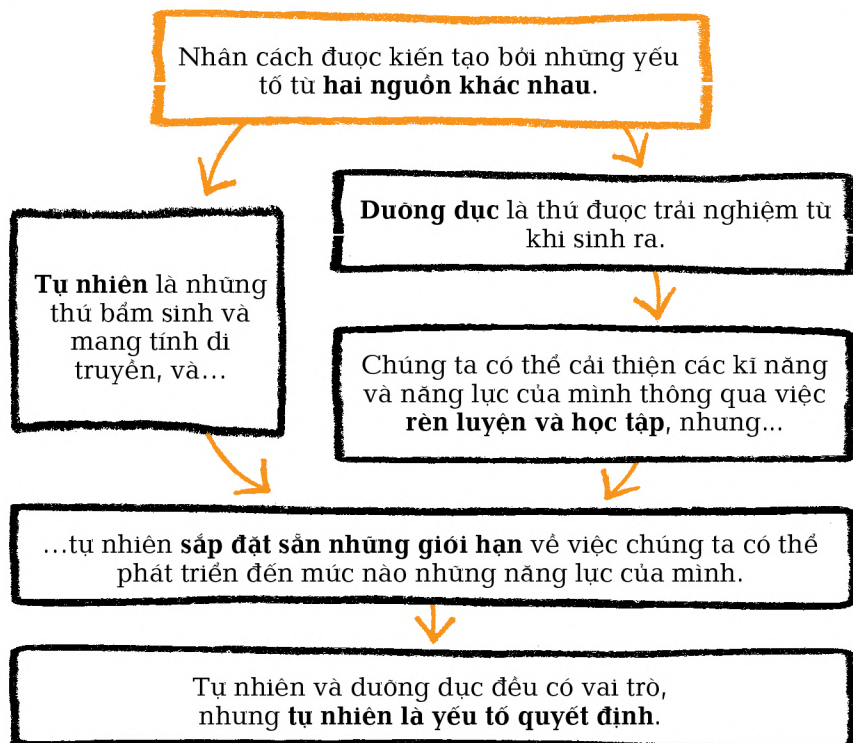 Nhân cách được kiến tạo bởi những yếu
tố từ hai nguồn khác nhau.
Dưỡng dục là thứ được trải nghiệm từ
khi sinh ra.
Tự nhiên là những
thứ bẩm sinh và
mang tính di
truyền, và...
Chúng ta có thể cải thiện các kĩ năng
và năng lực của mình thông qua việc
rèn luyện và học tập, nhưng...
...tự nhiên sắp đặt sẵn những giới hạn về việc chúng ta có thể
phát triển đến mức nào những năng lực của mình.
Tự nhiên và dưỡng dục đều có vai trò,
nhưng tự nhiên là yếu tố quyết định.